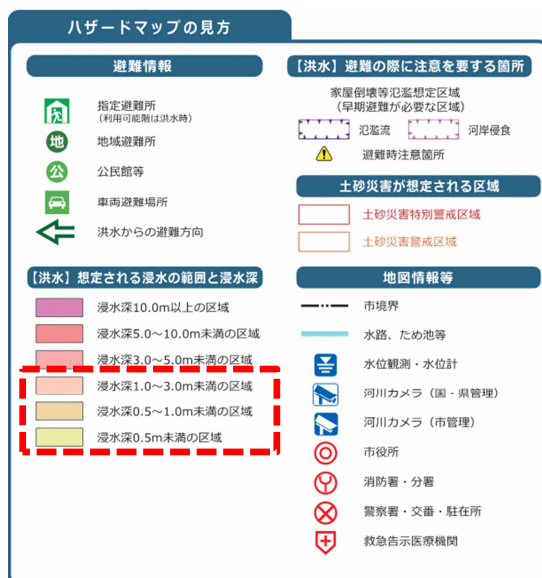 ハザードマップの見方
避難情報
指定避難所
（利用可能階は洪水時）
地
地域避難所
公
公民館等
車両避難場所
洪水からの避難方向
【洪水】想定される浸水の範囲と浸水深
浸水深10.0m以上の区域
浸水深5.0～10.0m未満の区域
浸水深3.0～5.0m未満の区域
浸水深1.0～3.0m未満の区域
浸水深0.5～1.0m未満の区域
浸水深0.5m未満の区域
【洪水】避難の際に注意を要する箇所
家屋倒壊等氾濫想定区域
（早期避難が必要な区域）
氾濫流
河岸侵食
避難時注意箇所
土砂災害が想定される区域
土砂災害特別警戒区域
土砂災害警戒区域
地図情報等
市境界
水路、ため池等
水位観測・水位計
河川カメラ（国・県管理）
河川カメラ（市管理）
市役所
消防署・分署
警察署・交番・駐在所
救急告示医療機関